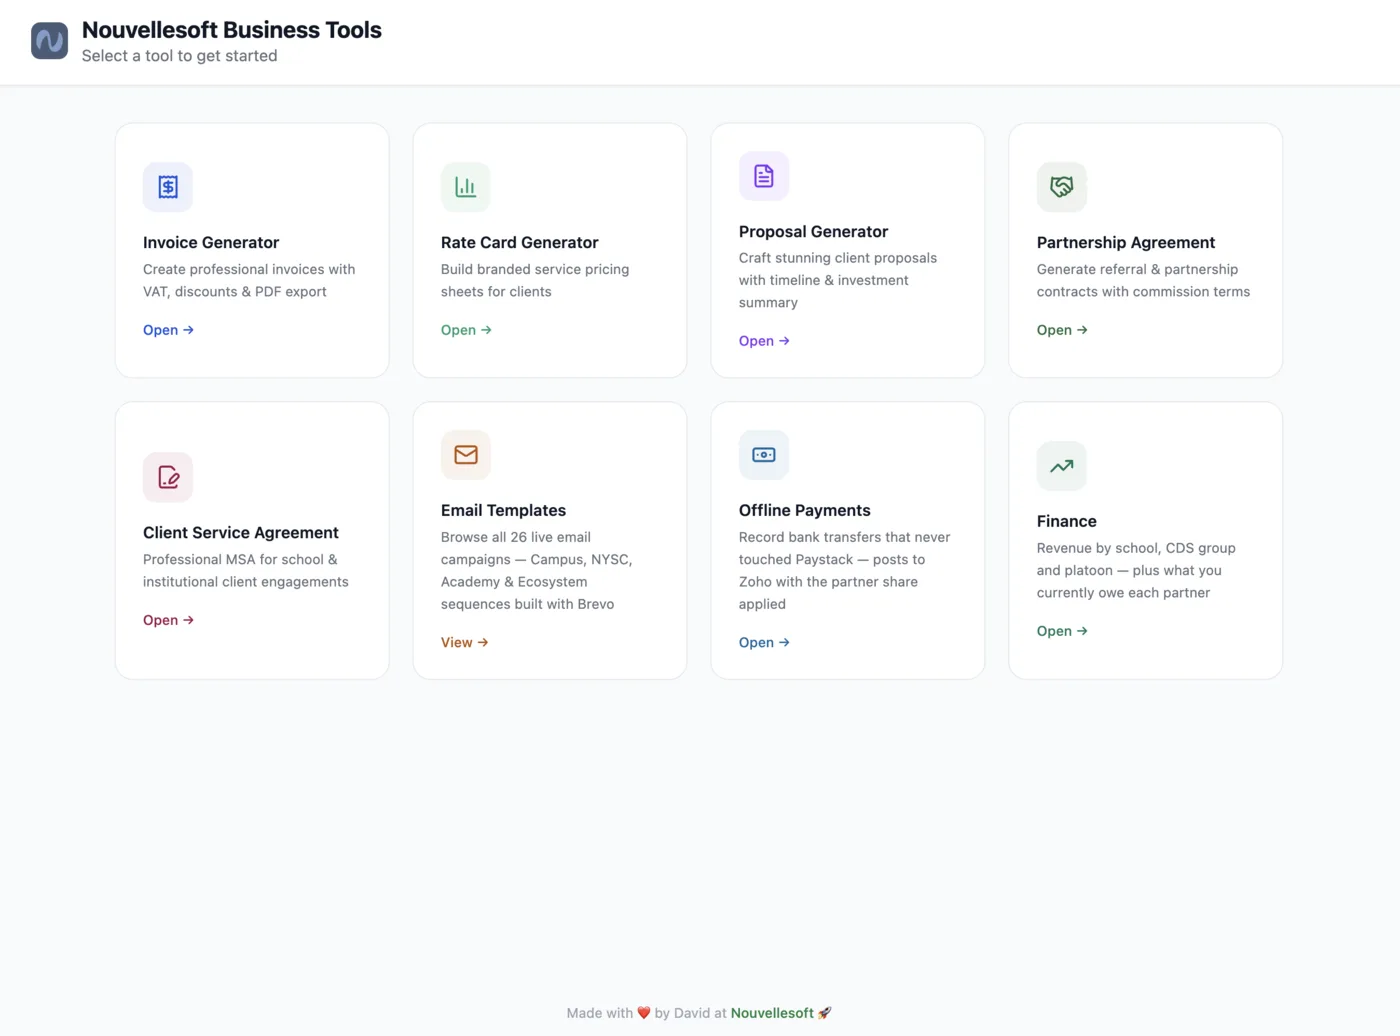 Nouvellesoft Business Tools
Select a tool to get started
Invoice Generator
Create professional invoices with
VAT, discounts & PDF export
Open →
Rate Card Generator
Build branded service pricing
sheets for clients
Open →
Proposal Generator
Craft stunning client proposals
with timeline & investment
summary
Open →
Partnership Agreement
Generate referral & partnership
contracts with commission terms
Open →
Client Service Agreement
Professional MSA for school &
institutional client engagements
Open →
Email Templates
Browse all 26 live email
campaigns — Campus, NYSC,
Academy & Ecosystem
sequences built with Brevo
View →
Offline Payments
Record bank transfers that never
touched Paystack — posts to
Zoho with the partner share
applied
Open →
Finance
Revenue by school, CDS group
and platoon — plus what you
currently owe each partner
Open →
Made with ❤️ by David at Nouvellesoft 🚀